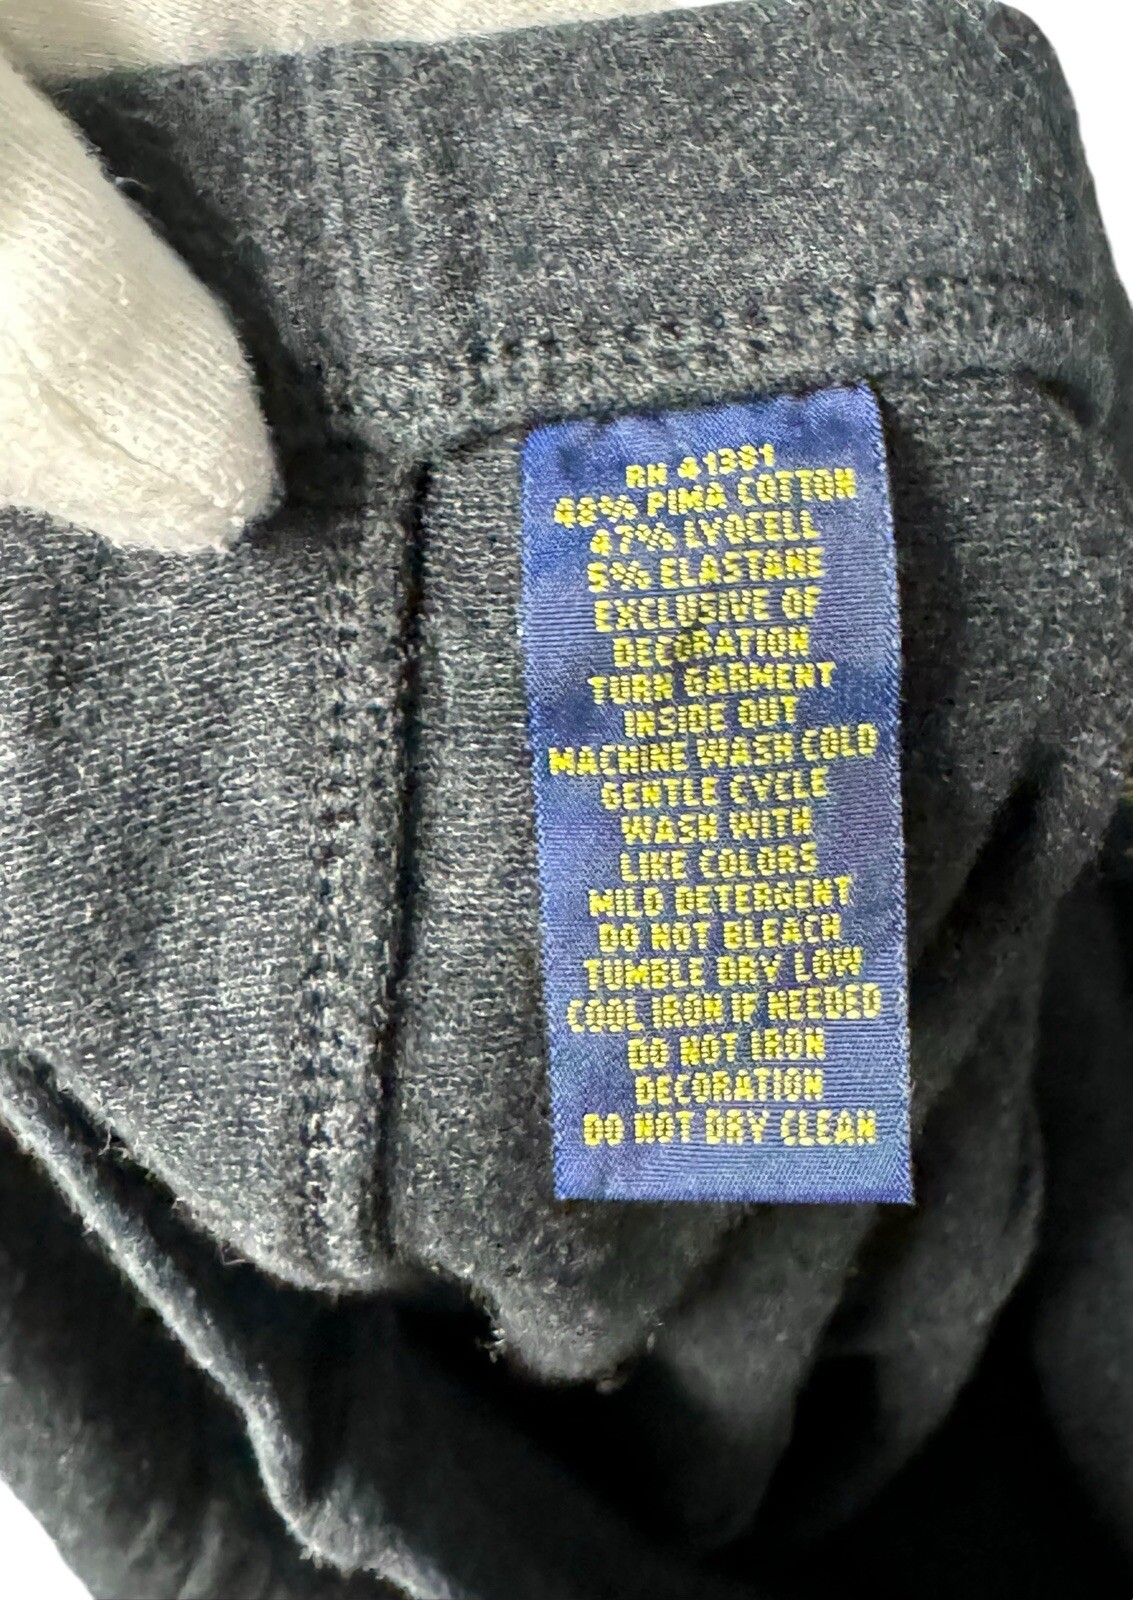 RN 41381
48% PIMA COTTON
47% LYOCELL
5% ELASTANE
EXCLUSIVE OF
DECORATION
TURN GARMENT
INSIDE OUT
MACHINE WASH COLD
GENTLE CYCLE
WASH WITH
LIKE COLORS
MILD DETERGENT
DO NOT BLEACH
TUMBLE DRY LOW
COOL IRON IF NEEDED
DO NOT IRON
DECORATION
DO NOT DRY CLEAN